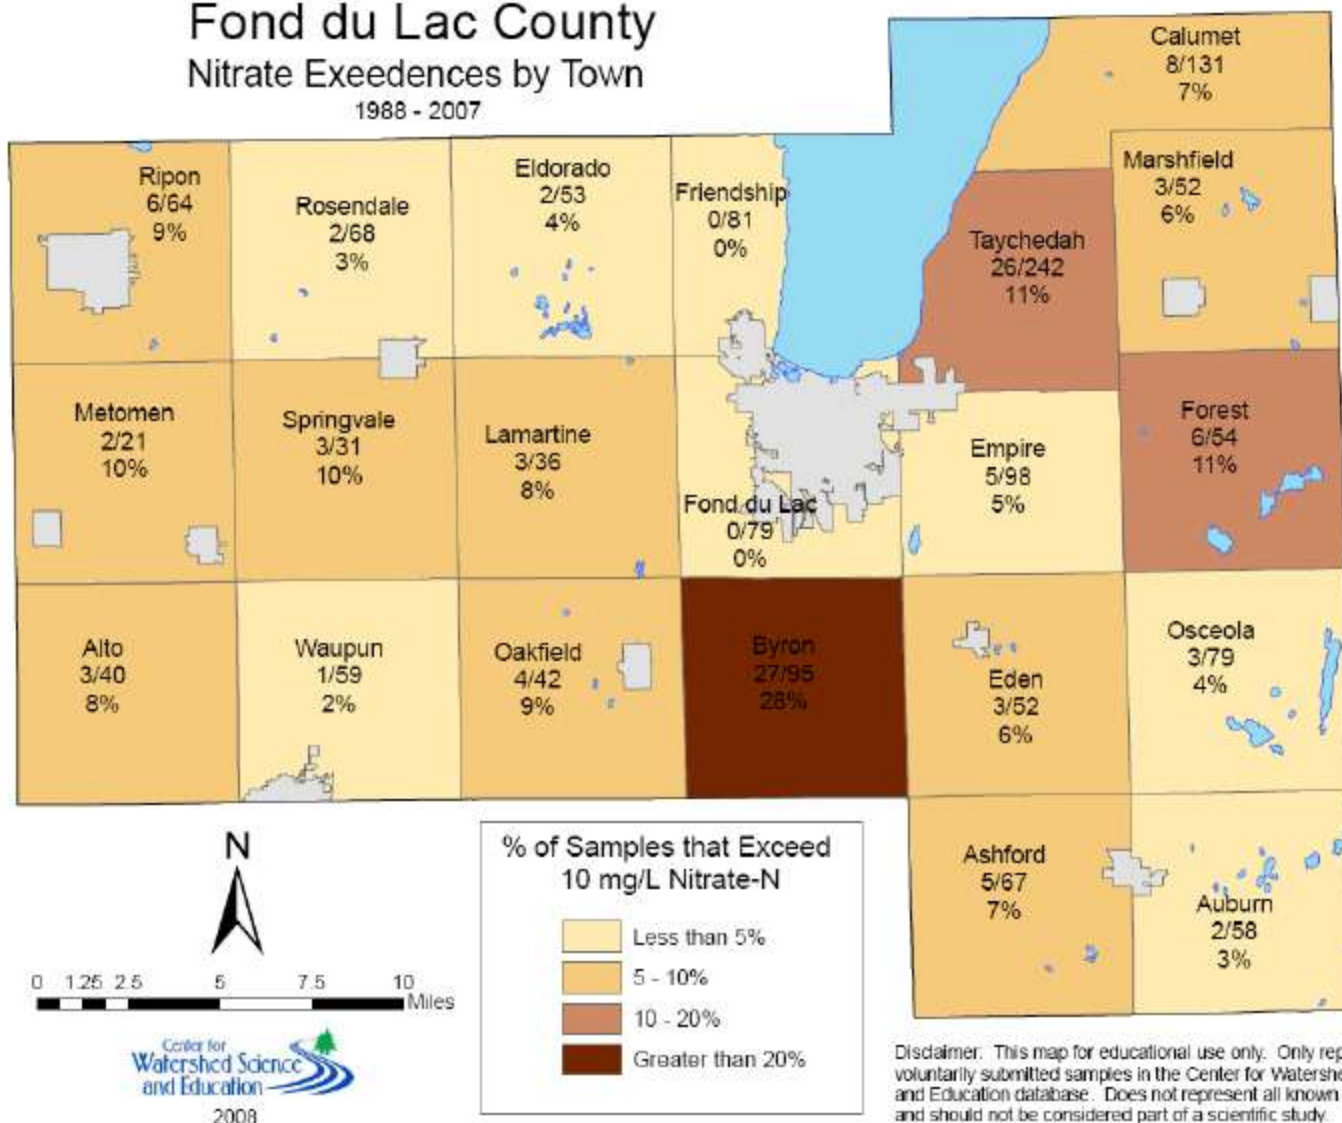 Fond du Lac County
Nitrate Exeedences by Town
1988 - 2007
Calumet
8/131
7%
Ripon
6/64
9%
Rosendale
2/68
3%
Eldorado
2/53
4%
Friendship
0/81
0%
Taychedah
26/242
11%
Marshfield
3/52
6%
Metomen
2/21
10%
Springvale
3/31
10%
Lamartine
3/36
8%
Fond du Lac
0/79
0%
Empire
5/98
5%
Forest
6/54
11%
Alto
3/40
8%
Waupun
1/59
2%
Oakfield
4/42
9%
Byron
27/95
28%
Eden
3/52
6%
Osceola
3/79
4%
Ashford
5/67
7%
Auburn
2/58
3%
N
0 1.25 2.5 5 7.5 10
Miles
Center for
Watershed Science
and Education
2008
% of Samples that Exceed
10 mg/L Nitrate-N
Less than 5%
5 - 10%
10 - 20%
Greater than 20%
Disclaimer: This map for educational use only. Only rep
voluntarily submitted samples in the Center for Watershe
and Education database. Does not represent all known
and should not be considered part of a scientific study.